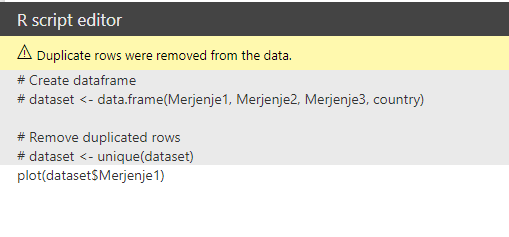 R script editor
Duplicate rows were removed from the data.
# Create dataframe
# dataset <- data.frame(Merjenje1, Merjenje2, Merjenje3, country)
# Remove duplicated rows
# dataset <- unique(dataset)
plot(dataset$Merjenje1)